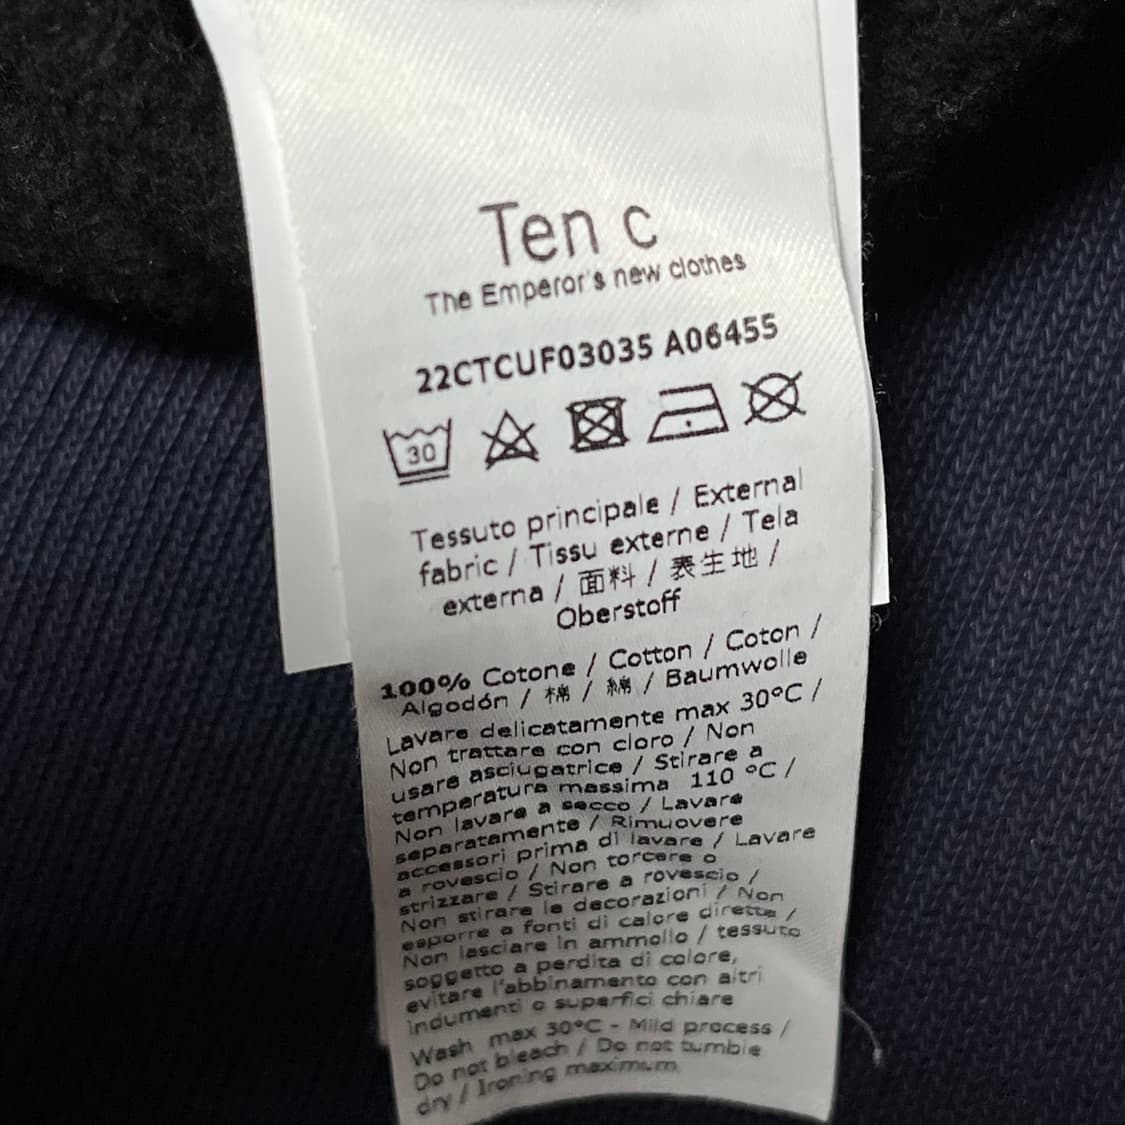 Ten c
The Emperor's new clothes
22CTCUF03035 A06455
30
Tessuto principale / External
fabric / Tissu externe / Tela
externa / 面料 / 表生地 /
Oberstoff
100% Cotone / Cotton / Coton /
Algodón / 棉 / 綿 / Baumwolle
Lavare delicatamente max 30°C /
Non trattare con cloro / Non
usare asciugatrice / Stirare a
temperatura massima 110 °C /
Non lavare a secco / Lavare
separatamente / Rimuovere
accessori prima di lavare / Lavare
a rovescio / Non torcere o
strizzare / Stirare a rovescio /
Non stirare le decorazioni / Non
esporre a fonti di calore dirette /
Non lasciare in ammollo / tessuto
soggetto a perdita di colore,
evitare l'abbinamento con altri
indumenti o superfici chiare
Wash max 30°C - Mild process /
Do not bleach / Do not tumble
dry / Ironing maximum